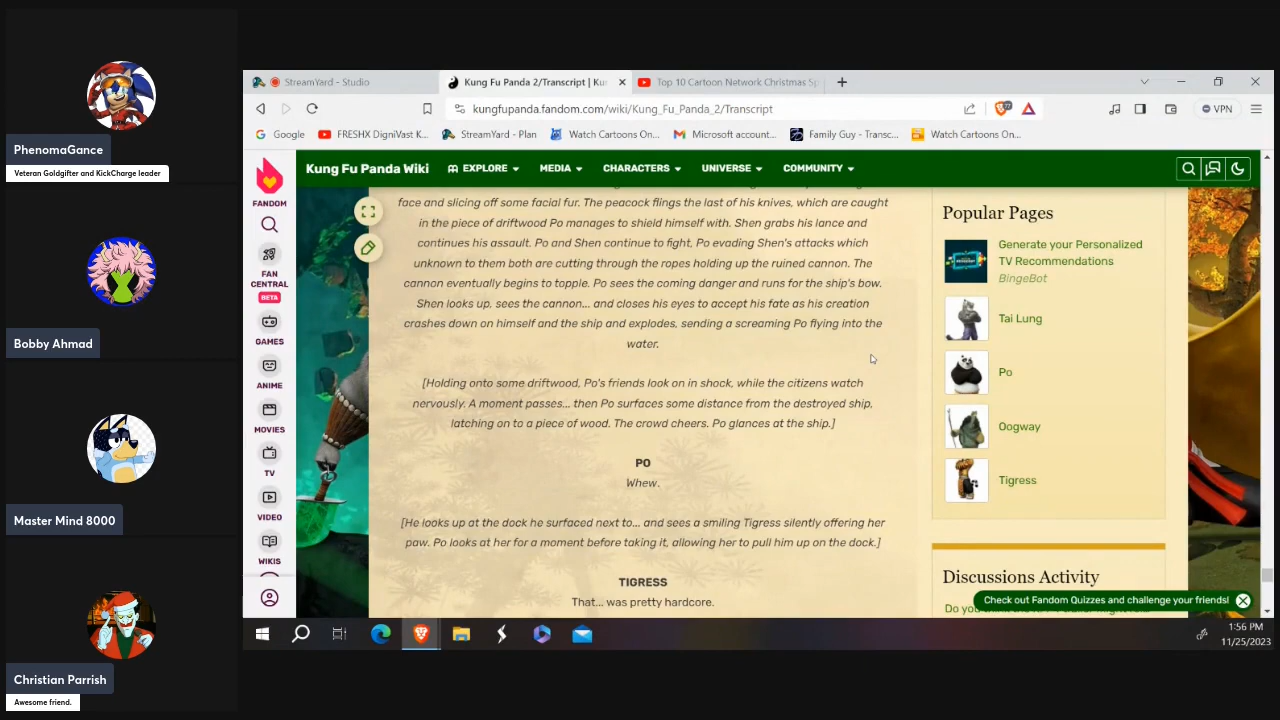 PhenomaGance
Veteran Goldgifter and KickCharge leader
Bobby Ahmad
Master Mind 8000
Christian Parrish
Awesome friend.
StreamYard - Studio
Kung Fu Panda 2/Transcript | Ku
Top 10 Cartoon Network Christmas Sp
kungfupanda.fandom.com/wiki/Kung_Fu_Panda_2/Transcript
VPN
Google
FRESHX DigniVast K...
StreamYard - Plan
Watch Cartoons On...
Microsoft account...
Family Guy - Transc...
Watch Cartoons On...
FANDOM
FAN
CENTRAL
BETA
GAMES
ANIME
MOVIES
TV
VIDEO
WIKIS
Kung Fu Panda Wiki
EXPLORE
MEDIA
CHARACTERS
UNIVERSE
COMMUNITY
face and slicing off some facial fur. The peacock flings the last of his knives, which are caught
in the piece of driftwood Po manages to shield himself with. Shen grabs his lance and
continues his assault. Po and Shen continue to fight, Po evading Shen's attacks which
unknown to them both are cutting through the ropes holding up the ruined cannon. The
cannon eventually begins to topple. Po sees the coming danger and runs for the ship's bow.
Shen looks up, sees the cannon... and closes his eyes to accept his fate as his creation
crashes down on himself and the ship and explodes, sending a screaming Po flying into the
water.
[Holding onto some driftwood, Po's friends look on in shock, while the citizens watch
nervously. A moment passes... then Po surfaces some distance from the destroyed ship,
latching on to a piece of wood. The crowd cheers. Po glances at the ship.]
PO
Whew.
[He looks up at the dock he surfaced next to... and sees a smiling Tigress silently offering her
paw. Po looks at her for a moment before taking it, allowing her to pull him up on the dock.]
TIGRESS
That... was pretty hardcore.
Popular Pages
Generate your Personalized
TV Recommendations
BingeBot
Tai Lung
Po
Oogway
Tigress
Discussions Activity
Check out Fandom Quizzes and challenge your friends!
1:56 PM
11/25/2023